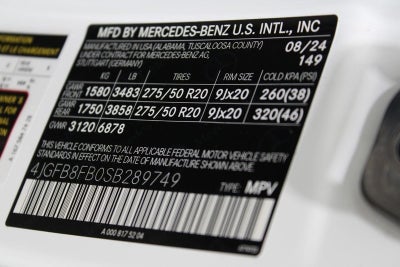 MFD BY MERCEDES-BENZ U.S. INTL., INC
MANUFACTURED IN USA (ALABAMA, TUSCALOOSA COUNTY)
UNDER CONTRACT FOR MERCEDES-BENZ AG,
STUTTGART (GERMANY)
08/24
149
KG LB TIRES RIM SIZE COLD KPA(PSI)
GAWR FRONT 1580 3483 275/50 R20 9Jx20 260(38)
GAWR REAR 1750 3858 275/50 R20 9Jx20 320(46)
GVWR 3120 6878
THIS VEHICLE CONFORMS TO ALL APPLICABLE FEDERAL MOTOR VEHICLE SAFETY
STANDARDS IN EFFECT ON THE DATE OF MANUFACTURE SHOWN ABOVE.
4JGFB8FB0SB289749
TYPE: MPV
A 000 817 52 04